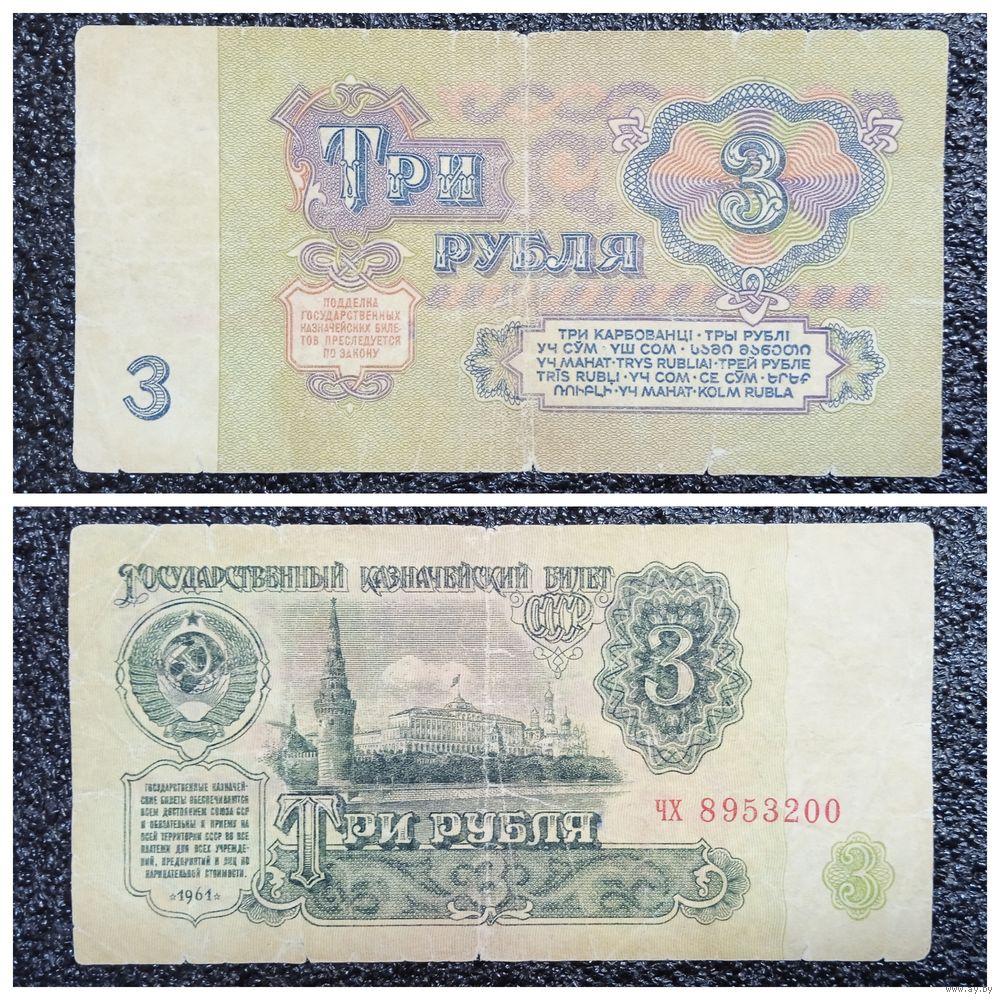 ТРИ
РУБЛЯ
3
ПОДДЕЛКА
ГОСУДАРСТВЕННЫХ
КАЗНАЧЕЙСКИХ БИЛЕ-
ТОВ ПРЕСЛЕДУЕТСЯ
ПО ЗАКОНУ
3
ТРИ КАРБОВАНЦІ · ТРЫ РУБЛІ
УЧ СЎМ · ҮШ СОМ · ᲡᲐᲛᲘ ᲛᲐᲜᲔᲗᲘ
ҮЧ МАНАТ · TRYS RUBLIAI · ТРЕЙ РУБЛЕ
TRĪS RUBĻI · ҮЧ СОМ · СЕ СЎМ · ԵՐԵՔ
ՌՈՒԲԼԻ · ҮЧ МАНАТ · KOLM RUBLA
ГОСУДАРСТВЕННЫЙ КАЗНАЧЕЙСКИЙ БИЛЕТ
СССР
3
ГОСУДАРСТВЕННЫЕ КАЗНАЧЕЙ-
СКИЕ БИЛЕТЫ ОБЕСПЕЧИВАЮТСЯ
ВСЕМ ДОСТОЯНИЕМ СОЮЗА ССР
И ОБЯЗАТЕЛЬНЫ К ПРИЕМУ НА
ВСЕЙ ТЕРРИТОРИИ СССР ВО ВСЕ
ПЛАТЕЖИ ДЛЯ ВСЕХ УЧРЕЖДЕ-
НИЙ, ПРЕДПРИЯТИЙ И ЛИЦ ПО
НАРИЦАТЕЛЬНОЙ СТОИМОСТИ.
1961
ТРИ РУБЛЯ
ЧХ 8953200
3
www.ay.by